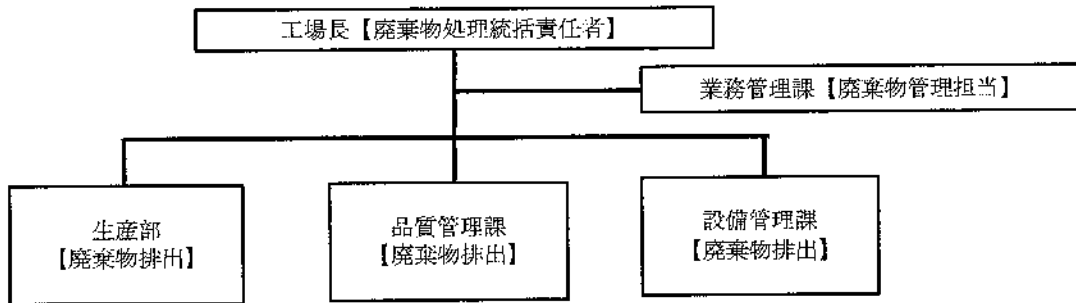 工場長【廃棄物処理統括責任者】
業務管理課【廃棄物管理担当】
生産部
【廃棄物排出】
品質管理課
【廃棄物排出】
設備管理課
【廃棄物排出】